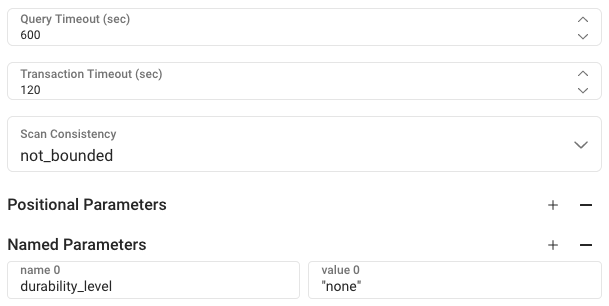 Query Timeout (sec)
600
Transaction Timeout (sec)
120
Scan Consistency
not_bounded
Positional Parameters
Named Parameters
name 0
durability_level
value 0
"none"